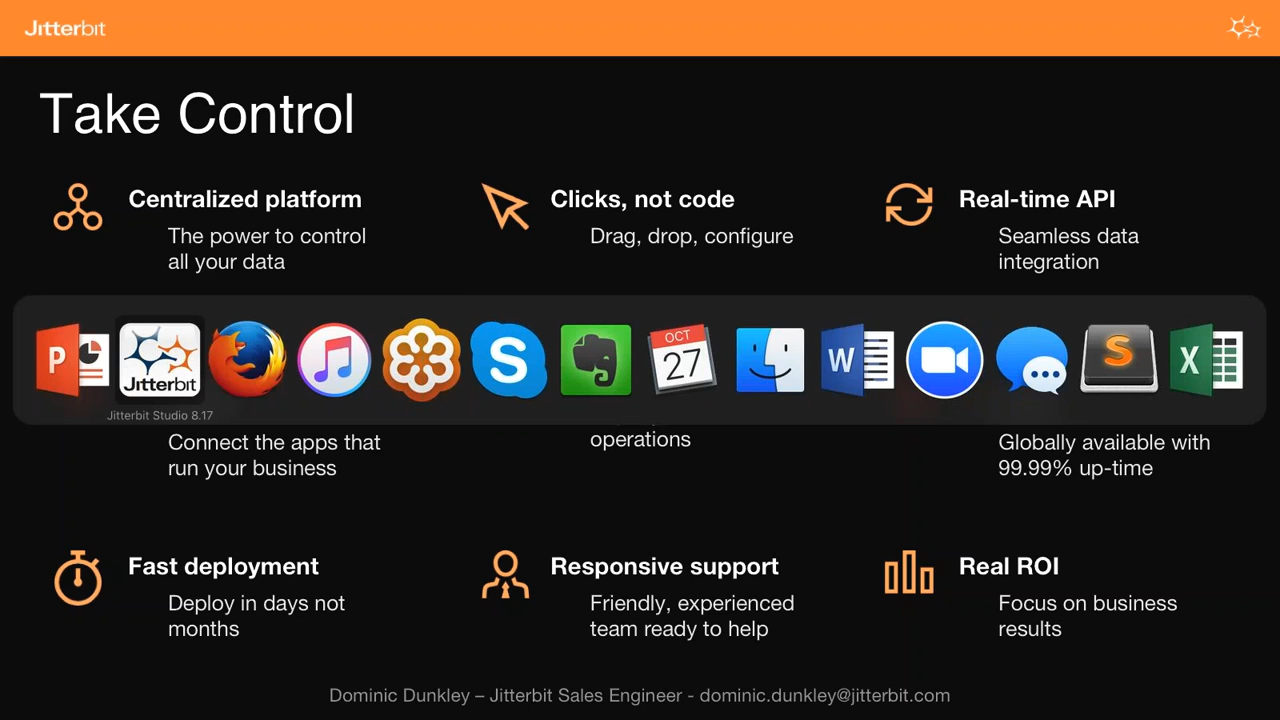 Jitterbit
Take Control
Centralized platform
The power to control
all your data
Clicks, not code
Drag, drop, configure
Real-time API
Seamless data
integration
P
Jitterbit
S
OCT
27
W
S
X
Jitterbit Studio 8.17
Connect the apps that
run your business
operations
Globally available with
99.99% up-time
Fast deployment
Deploy in days not
months
Responsive support
Friendly, experienced
team ready to help
Real ROI
Focus on business
results
Dominic Dunkley – Jitterbit Sales Engineer - dominic.dunkley@jitterbit.com